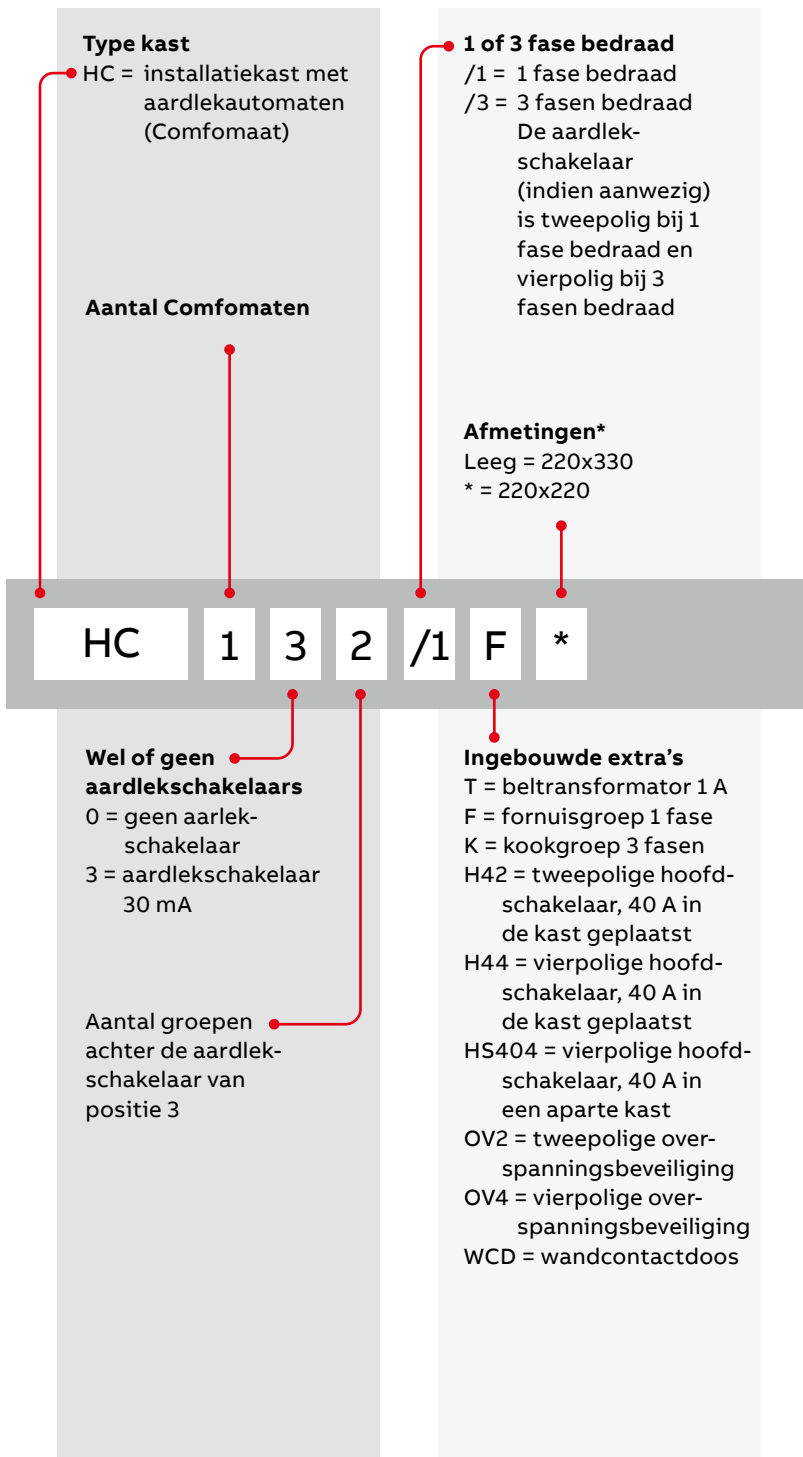 Type kast
HC = installatiekast met
aardlekautomaten
(Comfomaat)
Aantal Comfomaten
1 of 3 fase bedraad
/1 = 1 fase bedraad
/3 = 3 fasen bedraad
De aardlek-
schakelaar
(indien aanwezig)
is tweepolig bij 1
fase bedraad en
vierpolig bij 3
fasen bedraad
Afmetingen*
Leeg = 220x330
* = 220x220
HC 1 3 2 /1 F *
Wel of geen
aardlekschakelaars
0 = geen aarlek-
schakelaar
3 = aardlekschakelaar
30 mA
Aantal groepen
achter de aardlek-
schakelaar van
positie 3
Ingebouwde extra’s
T = beltransformator 1 A
F = fornuisgroep 1 fase
K = kookgroep 3 fasen
H42 = tweepolige hoofd-
schakelaar, 40 A in
de kast geplaatst
H44 = vierpolige hoofd-
schakelaar, 40 A in
de kast geplaatst
HS404 = vierpolige hoofd-
schakelaar, 40 A in
een aparte kast
OV2 = tweepolige over-
spanningsbeveiliging
OV4 = vierpolige over-
spanningsbeveiliging
WCD = wandcontactdoos